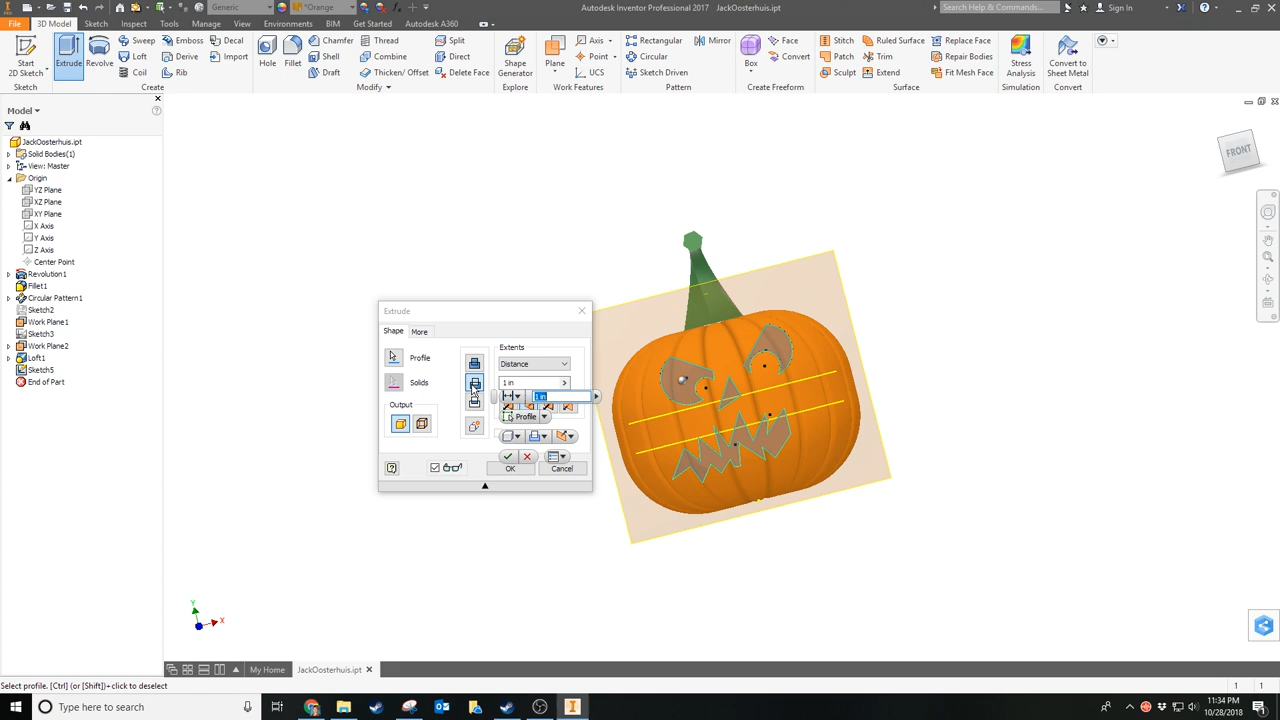 Generic
*Orange
Autodesk Inventor Professional 2017
JackOosterhuis.ipt
Search Help & Commands...
Sign In
File
3D Model
Sketch
Inspect
Tools
Manage
View
Environments
BIM
Get Started
Autodesk A360
Start
2D Sketch
Extrude
Revolve
Sweep
Emboss
Decal
Loft
Derive
Import
Coil
Rib
Hole
Fillet
Chamfer
Thread
Split
Shell
Combine
Direct
Draft
Thicken/ Offset
Delete Face
Shape
Generator
Plane
Axis
Point
UCS
Rectangular
Mirror
Circular
Sketch Driven
Box
Face
Convert
Stitch
Ruled Surface
Replace Face
Patch
Trim
Repair Bodies
Sculpt
Extend
Fit Mesh Face
Stress
Analysis
Convert to
Sheet Metal
Sketch
Create
Modify
Explore
Work Features
Pattern
Create Freeform
Surface
Simulation
Convert
Model
JackOosterhuis.ipt
Solid Bodies(1)
View: Master
Origin
YZ Plane
XZ Plane
XY Plane
X Axis
Y Axis
Z Axis
Center Point
Revolution1
Fillet1
Circular Pattern1
Sketch2
Work Plane1
Sketch3
Work Plane2
Loft1
Sketch5
End of Part
FRONT
Extrude
Shape
More
Profile
Solids
Output
Extents
Distance
1 in
1 in
Profile
OK
Cancel
Y
X
My Home
JackOosterhuis.ipt
Select profile. [Ctrl] (or [Shift])+click to deselect
1
1
Type here to search
11:34 PM
10/28/2018